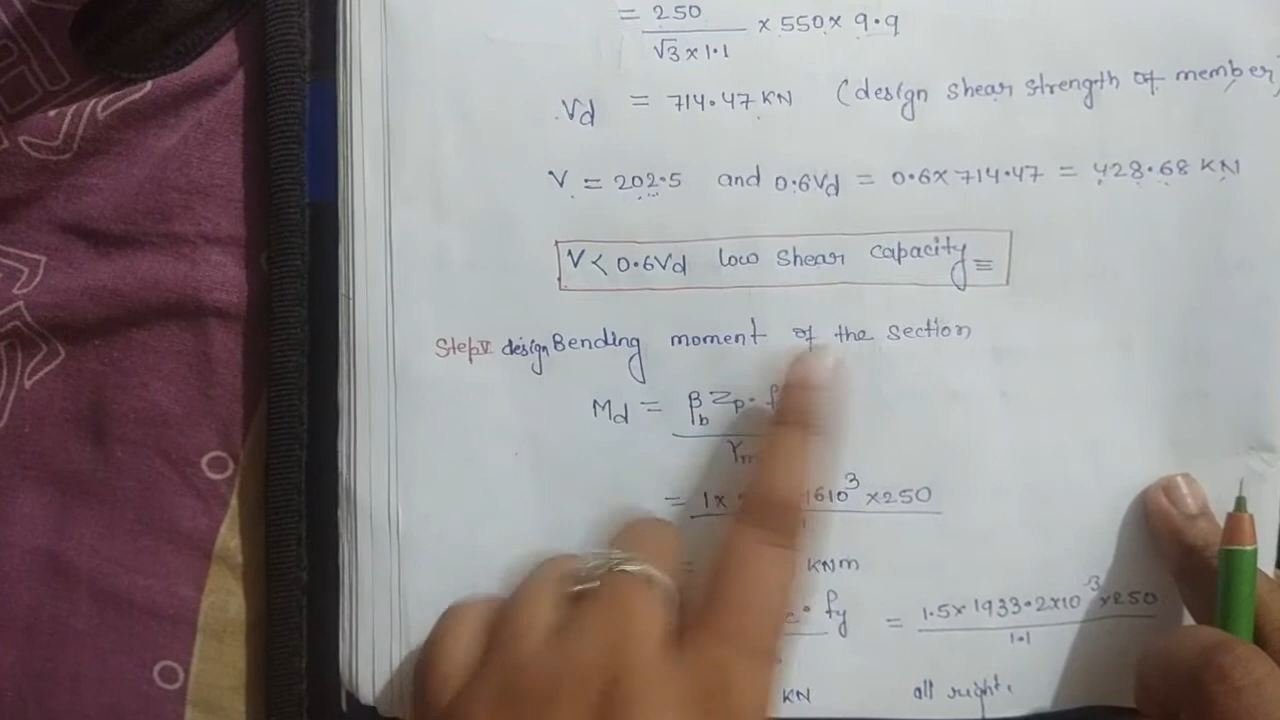 = 250 / √3 x 1.1 x 550 x 9.9
Vd = 714.47 KN (design shear strength of member)
V = 202.5 and 0.6Vd = 0.6x 714.47 = 428.68 KN
V < 0.6Vd low shear capacity =
Step V design Bending moment of the section
Md = βb Zp.
= 1x 1610³ x250
= KNm
e. fy = 1.5x 1933.2x10³ x250 / 1.1
KN all right.